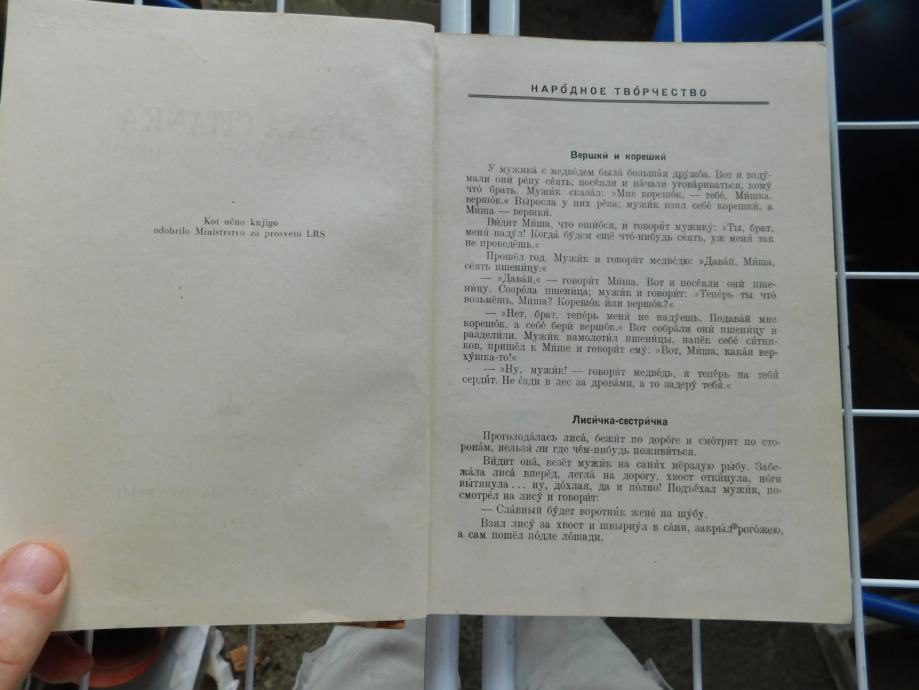 Kot učno knjigo
odobrilo Ministrstvo za prosveto LRS
НАРО́ДНОЕ ТВО́РЧЕСТВО
Вершки́ и корешки́
У мужика́ с медве́дем была́ больша́я дру́жба. Вот и взду́-
мали они́ ре́пу се́ять; посе́яли и на́чали угова́риваться, кому́
что́ брать. Мужи́к сказа́л: »Мне корешо́к, — тебе́, Ми́шка,
вершо́к.« Вы́росла у них ре́па; мужи́к взял себе́ корешки́, а
Ми́ша — вершки́.
Ви́дит Ми́ша, что оши́бся, и говори́т мужику́: »Ты, брат,
меня́ наду́л! Когда́ бу́дем ещё что́-нибудь се́ять, уж меня́ так
не проведёшь.«
Прошёл год. Мужи́к и говори́т медве́дю: »Дава́й, Ми́ша,
се́ять пшени́цу.«
— »Дава́й,« — говори́т Ми́ша. Вот и посе́яли они́ пше-
ни́цу. Созре́ла пшени́ца; мужи́к и говори́т: »Тепе́рь ты что́
возьмёшь, Ми́ша? Корешо́к и́ли вершо́к?«
— »Нет, брат, тепе́рь меня́ не наду́ешь. Подава́й мне
корешо́к, а себе́ бери́ вершо́к.« Вот собра́ли они́ пшени́цу и
раздели́ли. Мужи́к намолоти́л пшени́цы, напёк себе́ си́тни-
ков, пришёл к Ми́ше и говори́т ему́: »Вот, Ми́ша, кака́я вер-
ху́шка-то!«
— »Ну, мужи́к! — говори́т медве́дь, я тепе́рь на тебя́
серди́т. Не е́зди в лес за дрова́ми, а то задеру́ тебя́.«
Лиси́чка-сестри́чка
Проголода́лась лиса́, бежи́т по доро́ге и смо́трит по сто-
рона́м, нельзя́ ли где че́м-нибудь поживи́ться.
Ви́дит она́, везёт мужи́к на саня́х мёрзлую ры́бу. Забе-
жа́ла лиса́ вперёд, легла́ на доро́гу, хвост отки́нула, но́ги
вы́тянула ... ну, до́хлая, да и по́лно! Подъе́хал мужи́к, по-
смотре́л на лису́ и говори́т:
— Сла́вный бу́дет воротни́к жене́ на шу́бу.
Взял лису́ за хвост и швырну́л в са́ни, закры́л рого́жею,
а сам пошёл по́дле ло́шади.